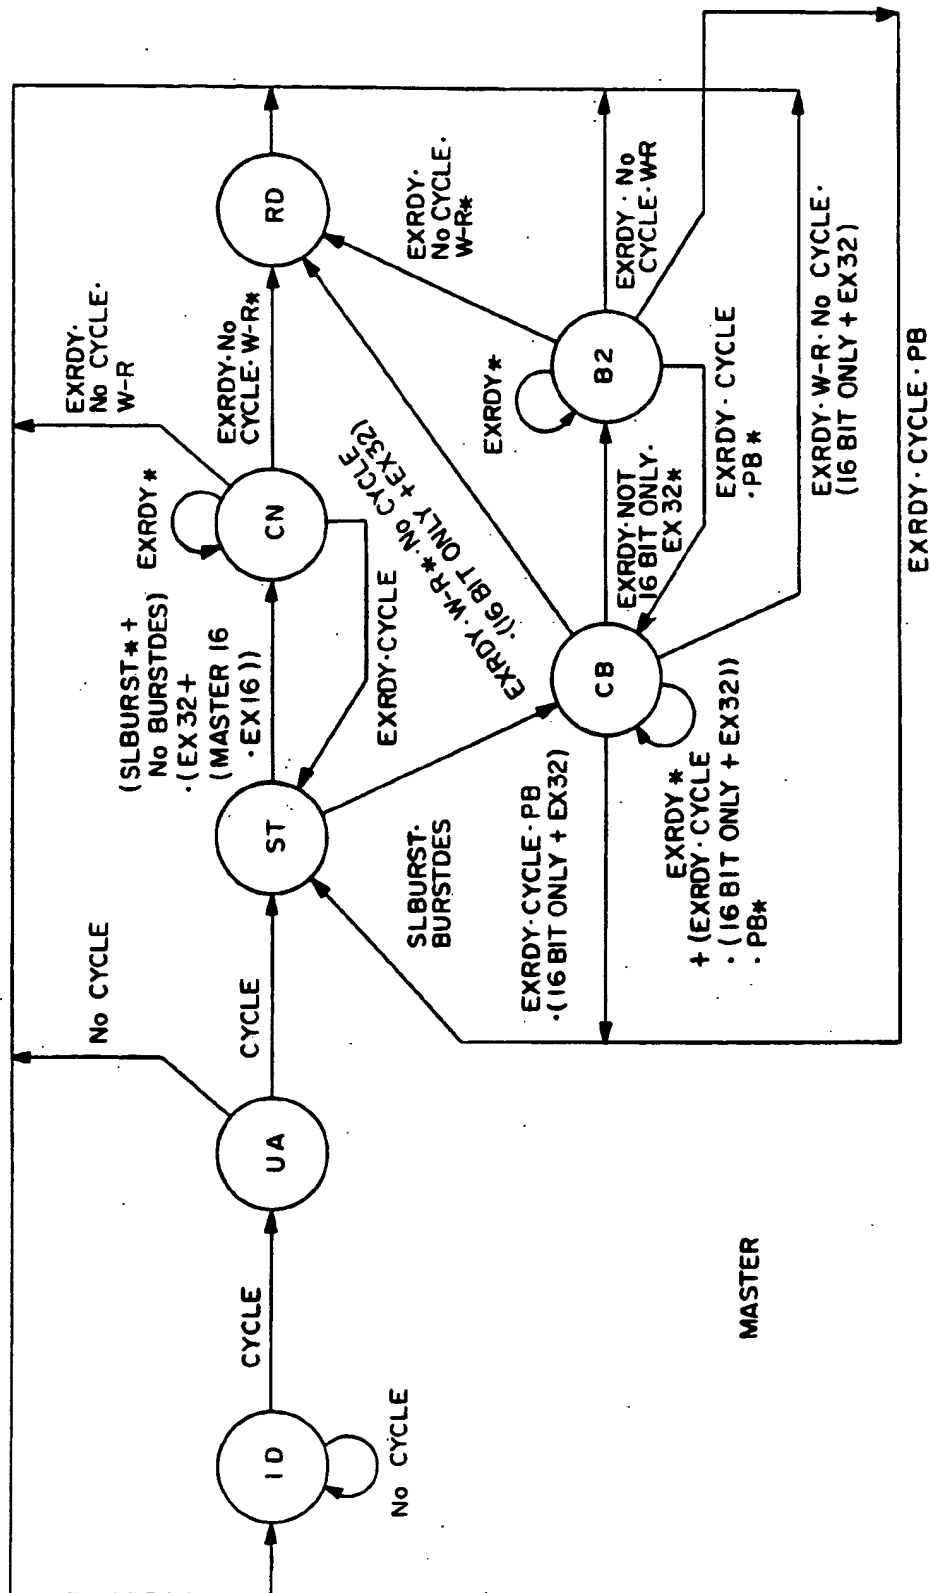 No CYCLE
EXRDY·
No CYCLE·
W-R
(SLBURST* +
No BURSTDES)
·(EX32+
(MASTER 16
·EX16))
EXRDY*
ID
CYCLE
UA
CYCLE
ST
CN
EXRDY·No
CYCLE·W-R*
RD
No CYCLE
EXRDY·CYCLE
SLBURST·
BURSTDES
EXRDY·W-R*·No CYCLE
·(16 BIT ONLY +EX32)
EXRDY·
No CYCLE·
W-R*
EXRDY*
EXRDY·CYCLE·PB
·(16 BIT ONLY + EX32)
CB
EXRDY·NOT
16 BIT ONLY·
EX32*
B2
EXRDY·No
CYCLE·W-R
EXRDY*
+ (EXRDY·CYCLE
·(16 BIT ONLY + EX32))
·PB*
EXRDY·CYCLE
·PB*
MASTER
EXRDY·W-R·No CYCLE·
(16 BIT ONLY + EX32)
EXRDY·CYCLE·PB